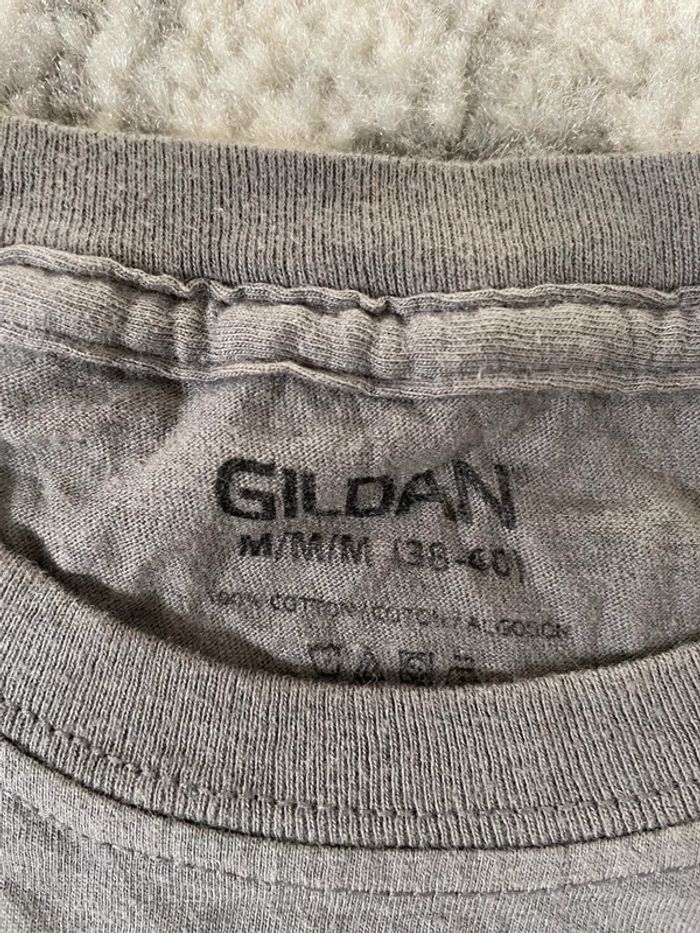 GILDAN
M/M/M (38-40)
100% COTTON / COTON / ALGODÓN